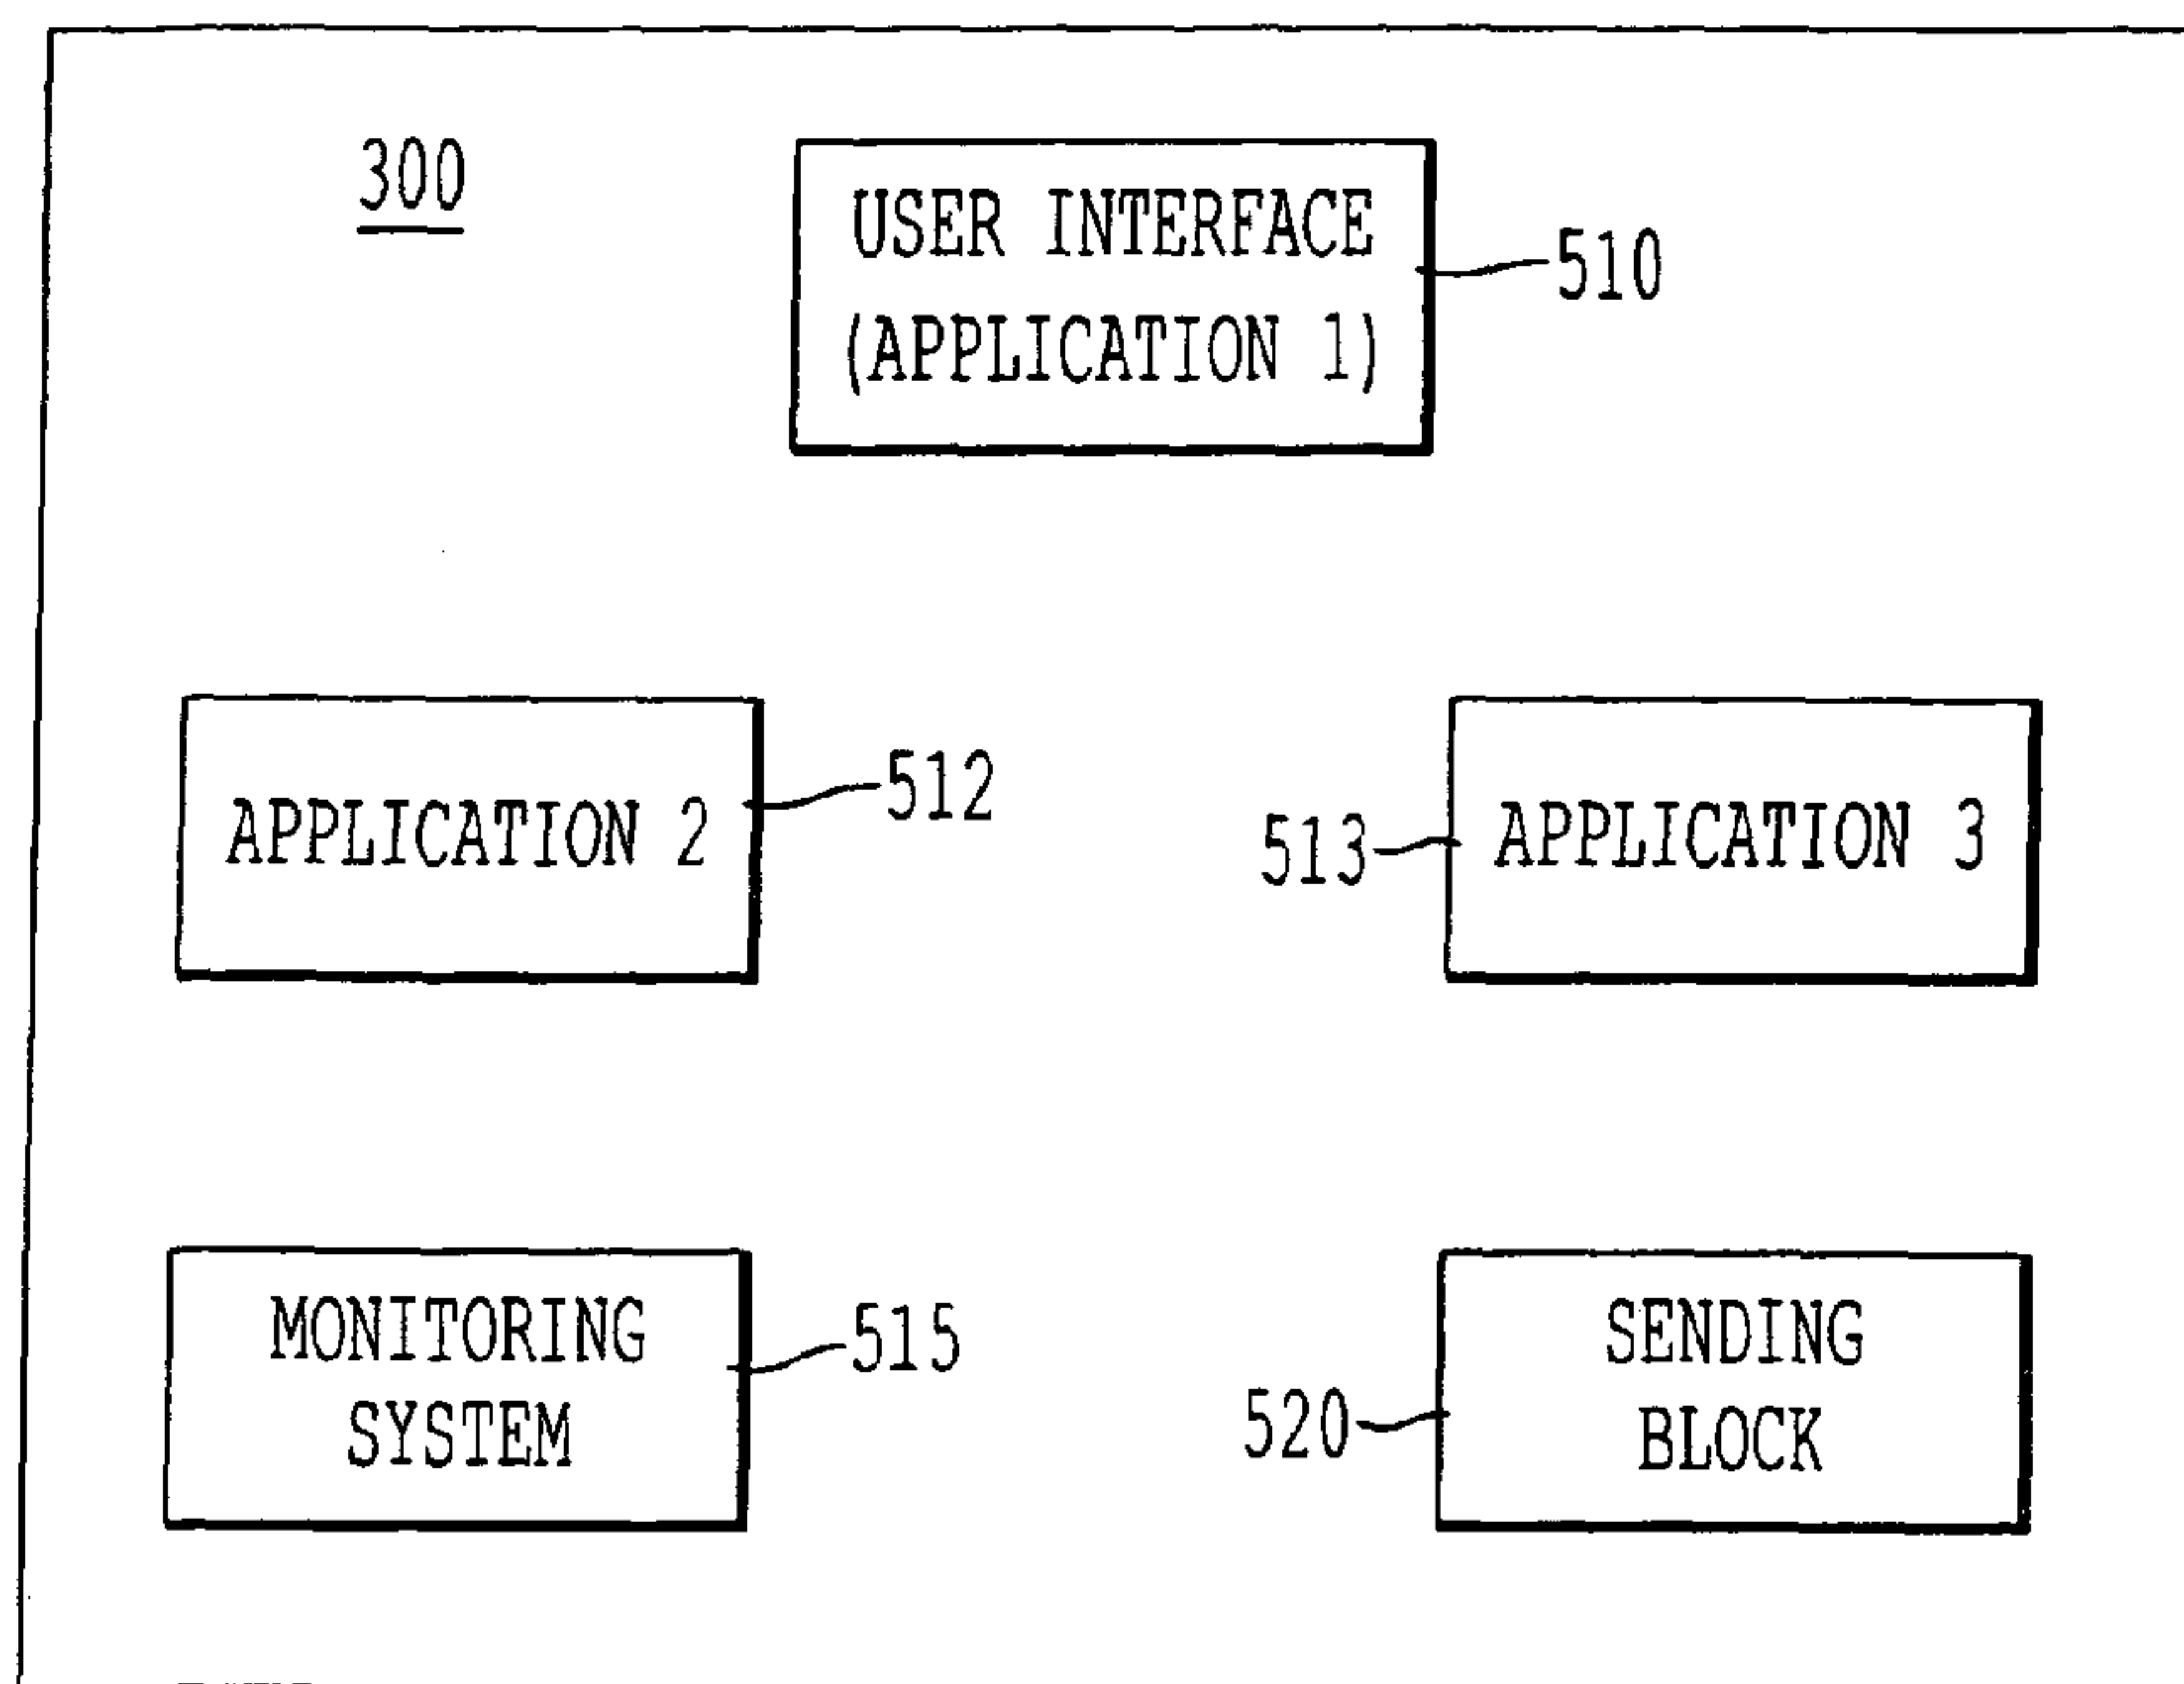 300
USER INTERFACE
(APPLICATION 1)
510
APPLICATION 2
512
513
APPLICATION 3
MONITORING
SYSTEM
515
520
SENDING
BLOCK